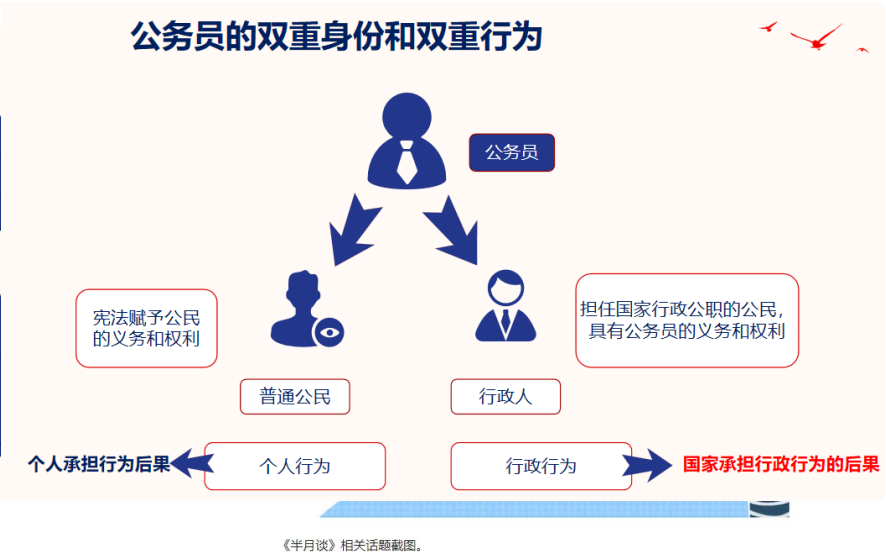 公务员的双重身份和双重行为
公务员
宪法赋予公民
的义务和权利
担任国家行政公职的公民，
具有公务员的义务和权利
普通公民
行政人
个人承担行为后果
个人行为
行政行为
国家承担行政行为的后果
《半月谈》相关话题截图。